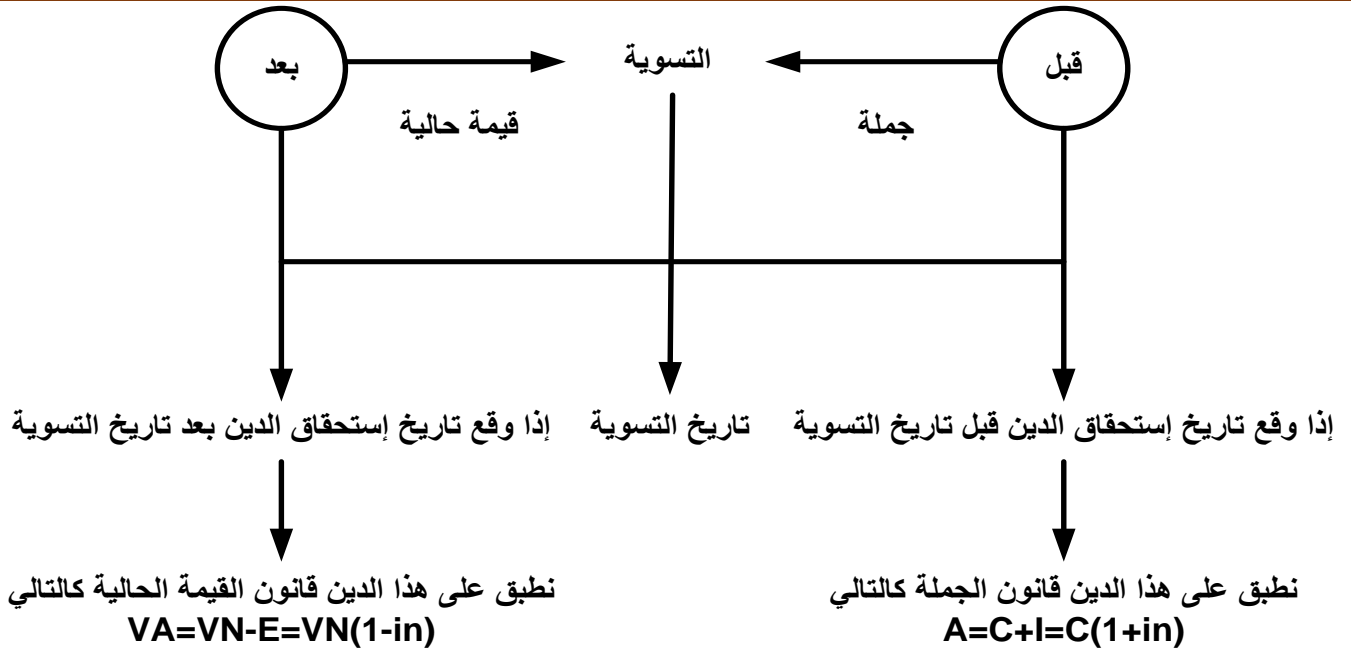 قبل
التسوية
بعد
جملة
قيمة حالية
إذا وقع تاريخ إستحقاق الدين قبل تاريخ التسوية
تاريخ التسوية
إذا وقع تاريخ إستحقاق الدين بعد تاريخ التسوية
نطبق على هذا الدين قانون الجملة كالتالي
A=C+I=C(1+in)
نطبق على هذا الدين قانون القيمة الحالية كالتالي
VA=VN-E=VN(1-in)